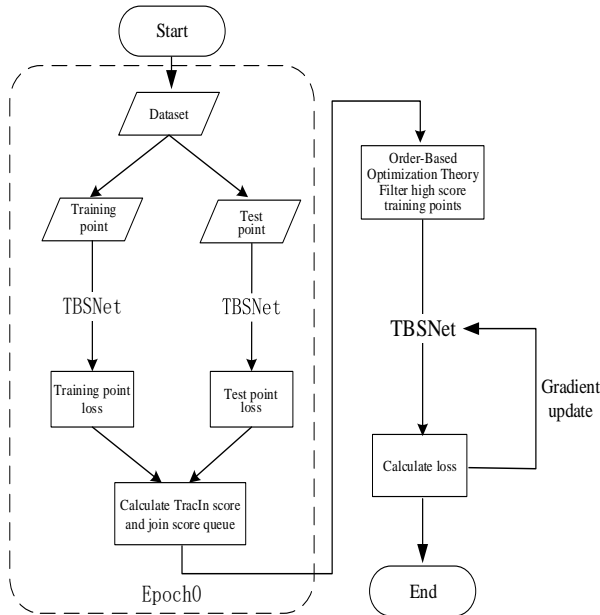 Start
Dataset
Training
point
Test
point
TBSNet
TBSNet
Training point
loss
Test point
loss
Calculate TracIn score
and join score queue
Epoch0
Order-Based
Optimization Theory
Filter high score
training points
TBSNet
Gradient
update
Calculate loss
End